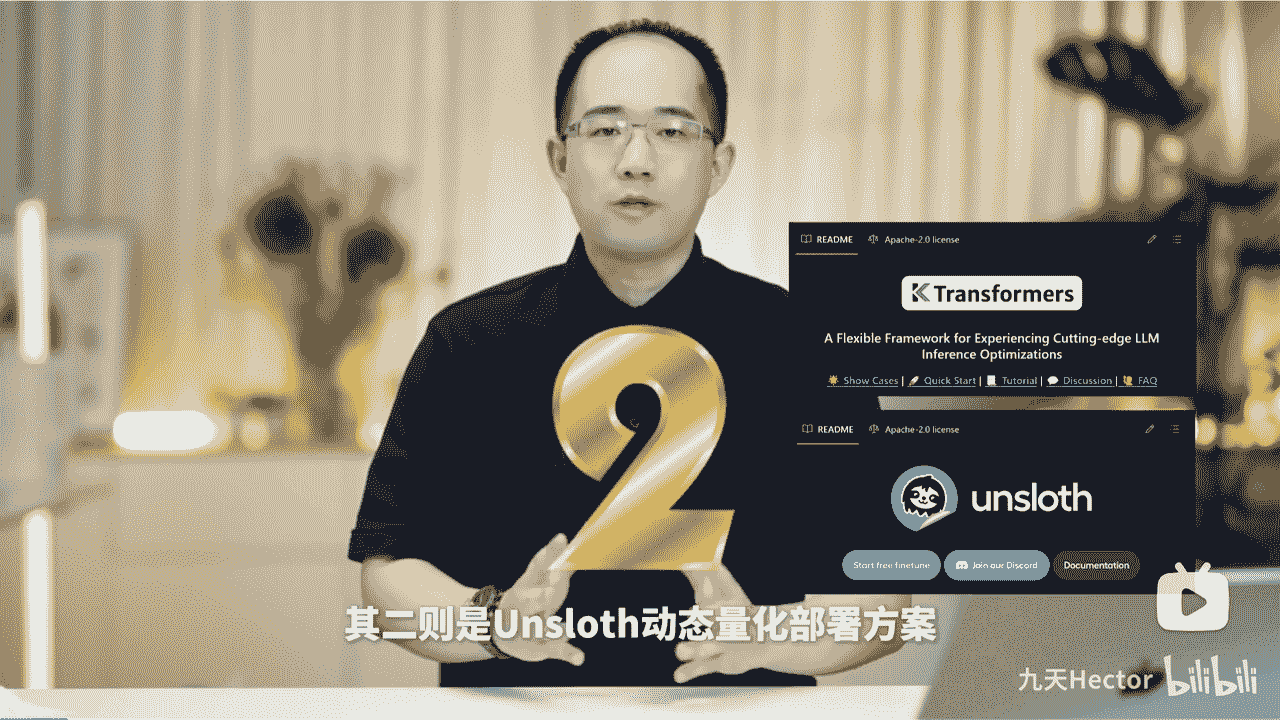 README Apache-2.0 license
KTransformers
A Flexible Framework for Experiencing Cutting-edge LLM
Inference Optimizations
Show Cases | Quick Start | Tutorial | Discussion | FAQ
2
README Apache-2.0 license
unsloth
Start free finetune Join our Discord Documentation
其二则是Unsloth动态量化部署方案
九天Hector bilibili